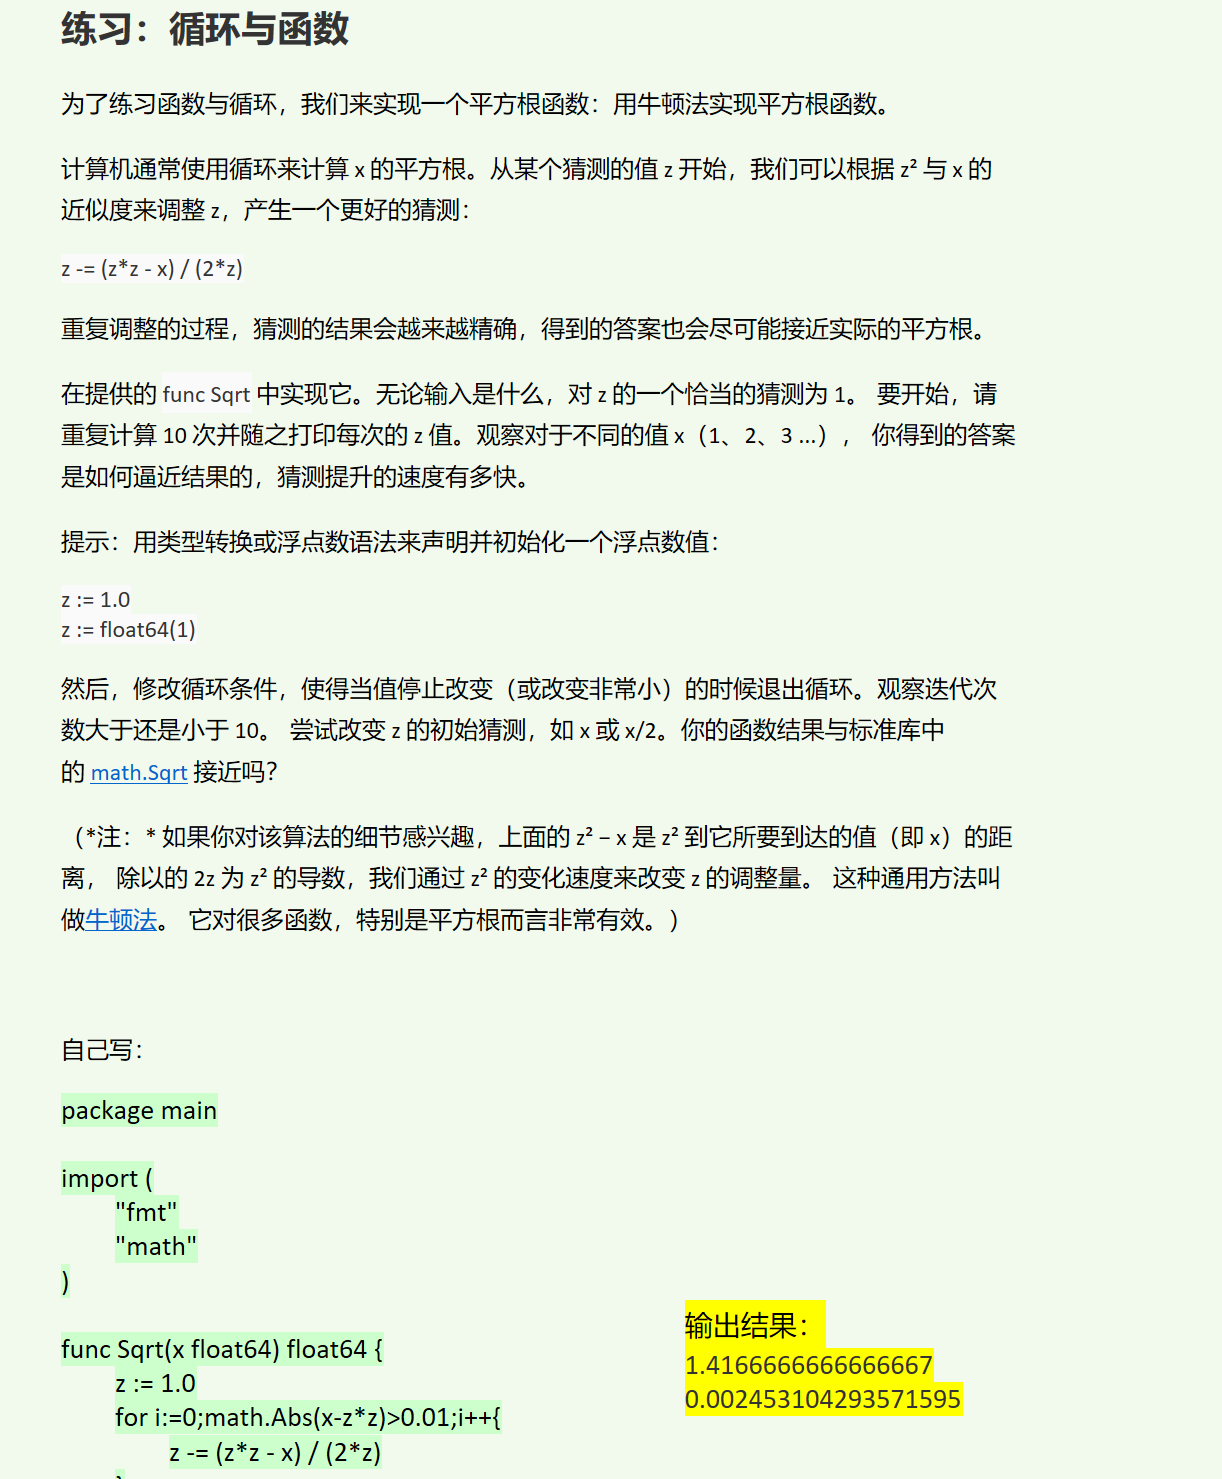 练习：循环与函数
为了练习函数与循环，我们来实现一个平方根函数：用牛顿法实现平方根函数。
计算机通常使用循环来计算 x 的平方根。从某个猜测的值 z 开始，我们可以根据 z² 与 x 的
近似度来调整 z，产生一个更好的猜测：
z -= (z*z - x) / (2*z)
重复调整的过程，猜测的结果会越来越精确，得到的答案也会尽可能接近实际的平方根。
在提供的 func Sqrt 中实现它。无论输入是什么，对 z 的一个恰当的猜测为 1。 要开始，请
重复计算 10 次并随之打印每次的 z 值。观察对于不同的值 x（1、2、3 ...）， 你得到的答案
是如何逼近结果的，猜测提升的速度有多快。
提示：用类型转换或浮点数语法来声明并初始化一个浮点数值：
z := 1.0
z := float64(1)
然后，修改循环条件，使得当值停止改变（或改变非常小）的时候退出循环。观察迭代次
数大于还是小于 10。 尝试改变 z 的初始猜测，如 x 或 x/2。你的函数结果与标准库中
的 math.Sqrt 接近吗？
（*注：* 如果你对该算法的细节感兴趣，上面的 z² − x 是 z² 到它所要到达的值（即 x）的距
离， 除以的 2z 为 z² 的导数，我们通过 z² 的变化速度来改变 z 的调整量。 这种通用方法叫
做牛顿法。 它对很多函数，特别是平方根而言非常有效。）
自己写：
package main
import (
"fmt"
"math"
)
func Sqrt(x float64) float64 {
z := 1.0
for i:=0;math.Abs(x-z*z)>0.01;i++{
z -= (z*z - x) / (2*z)
输出结果：
1.4166666666666667
0.002453104293571595